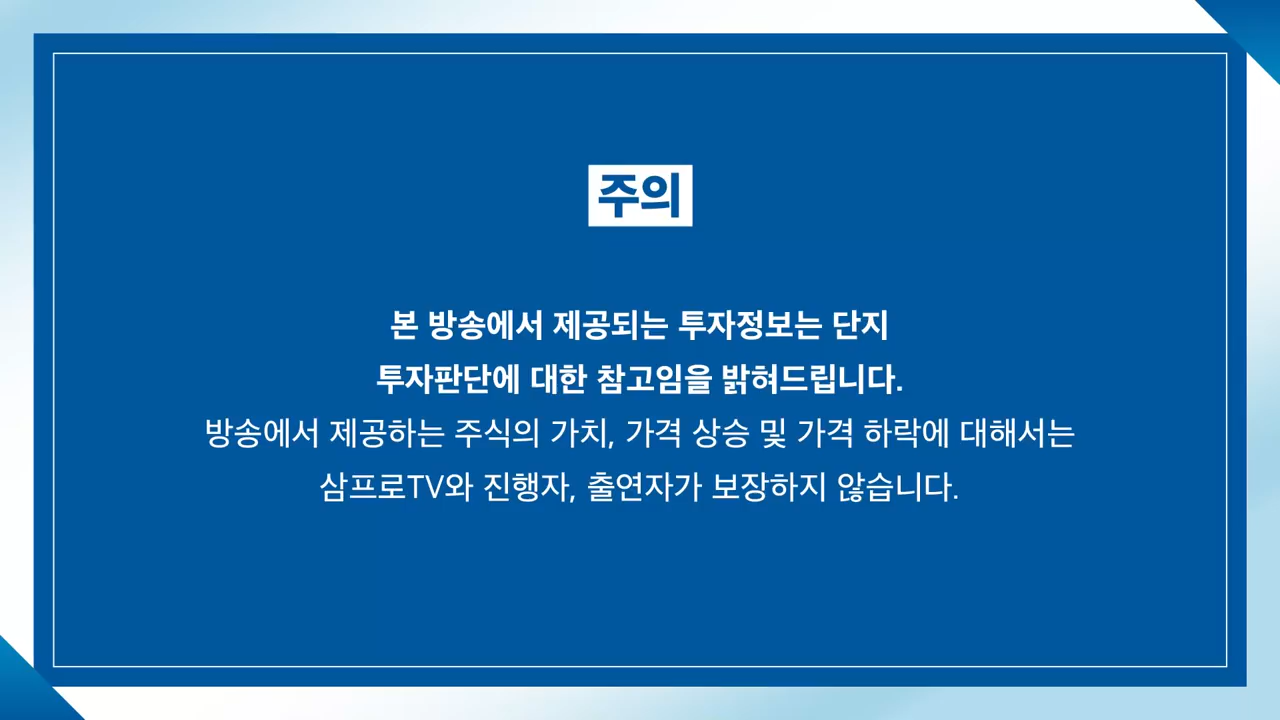 주의
본 방송에서 제공되는 투자정보는 단지
투자판단에 대한 참고임을 밝혀드립니다.
방송에서 제공하는 주식의 가치, 가격 상승 및 가격 하락에 대해서는
삼프로TV와 진행자, 출연자가 보장하지 않습니다.